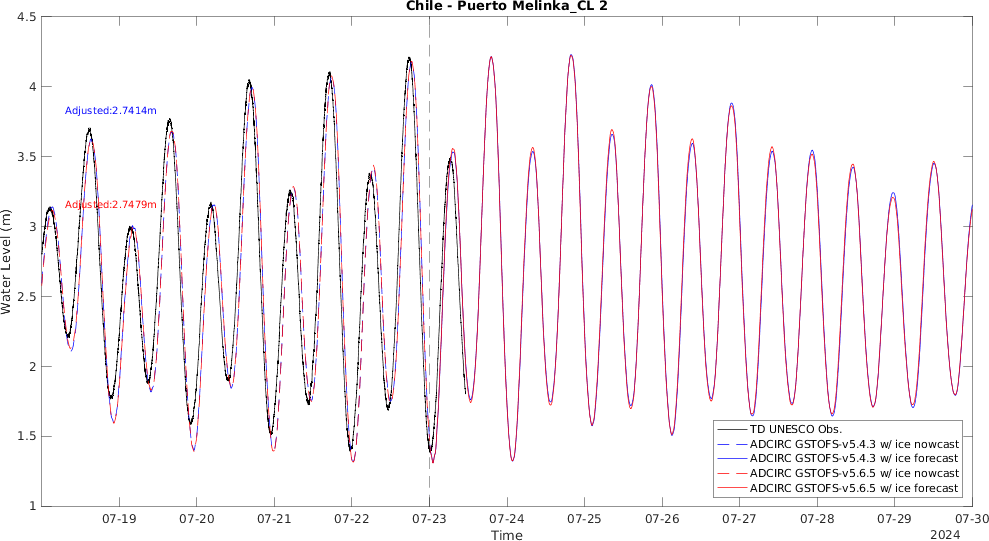 Chile - Puerto Melinka_CL 2
4.5
4
3.5
3
2.5
2
1.5
1
Water Level (m)
Adjusted:2.7414m
Adjusted:2.7479m
TD UNESCO Obs.
ADCIRC GSTOFS-v5.4.3 w/ ice nowcast
ADCIRC GSTOFS-v5.4.3 w/ ice forecast
ADCIRC GSTOFS-v5.6.5 w/ ice nowcast
ADCIRC GSTOFS-v5.6.5 w/ ice forecast
07-19 07-20 07-21 07-22 07-23 07-24 07-25 07-26 07-27 07-28 07-29 07-30
Time
2024